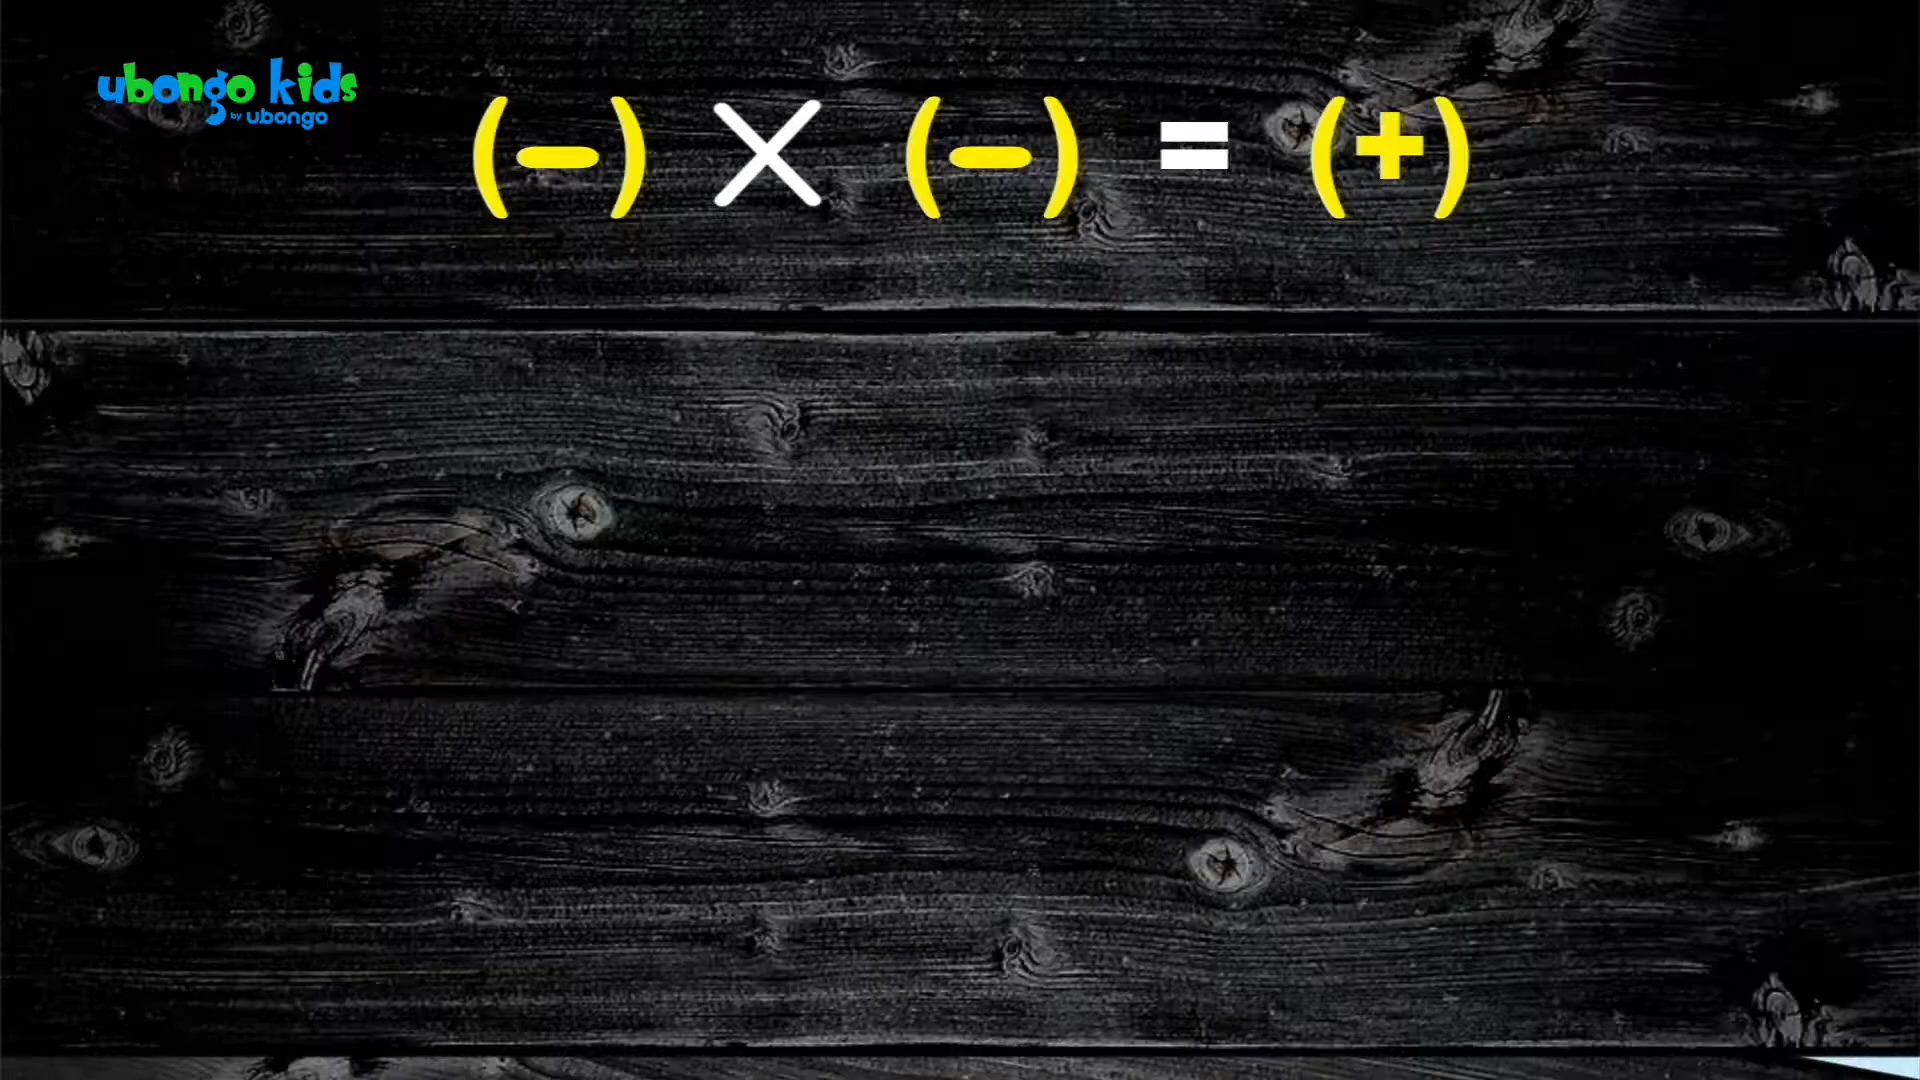 ubongo kids
by ubongo
(-) × (-) = (+)